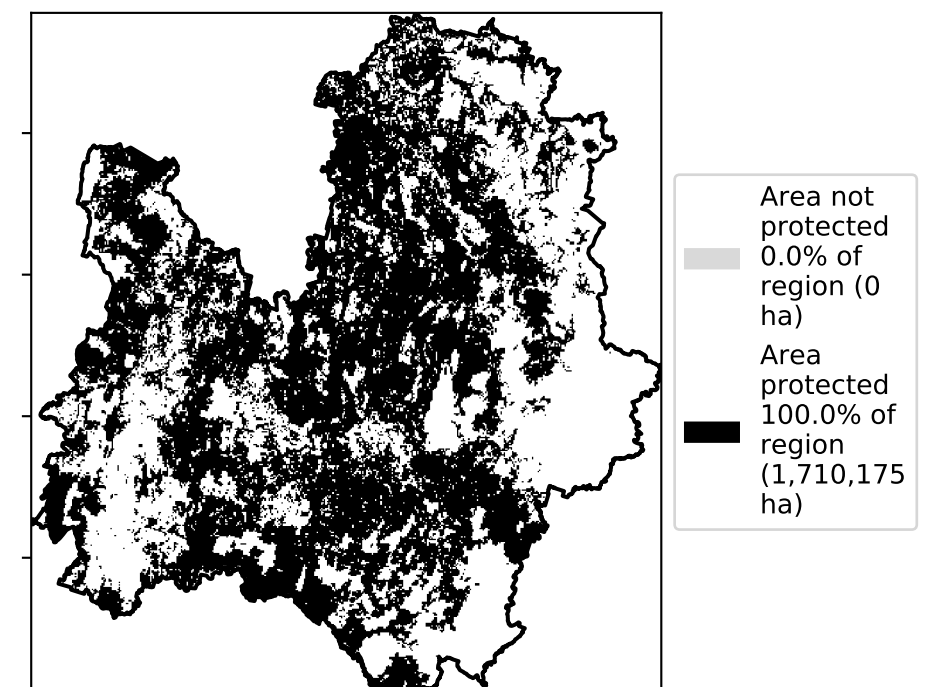 Area not
protected
0.0% of
region (0
ha)
Area
protected
100.0% of
region
(1,710,175
ha)